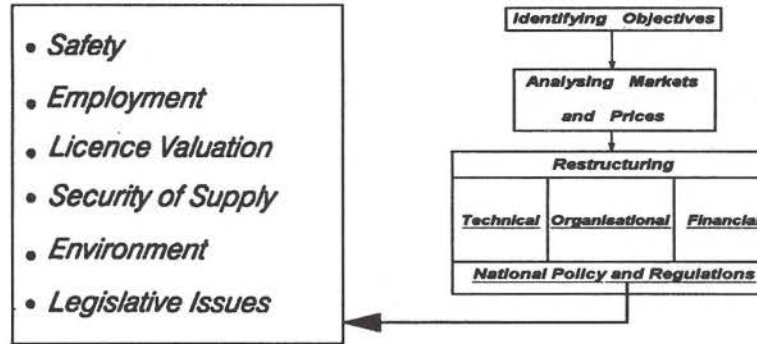 • Safety
• Employment
• Licence Valuation
• Security of Supply
• Environment
• Legislative Issues
Identifying Objectives
Analysing Markets
and Prices
Restructuring
Technical Organisational Financial
National Policy and Regulations